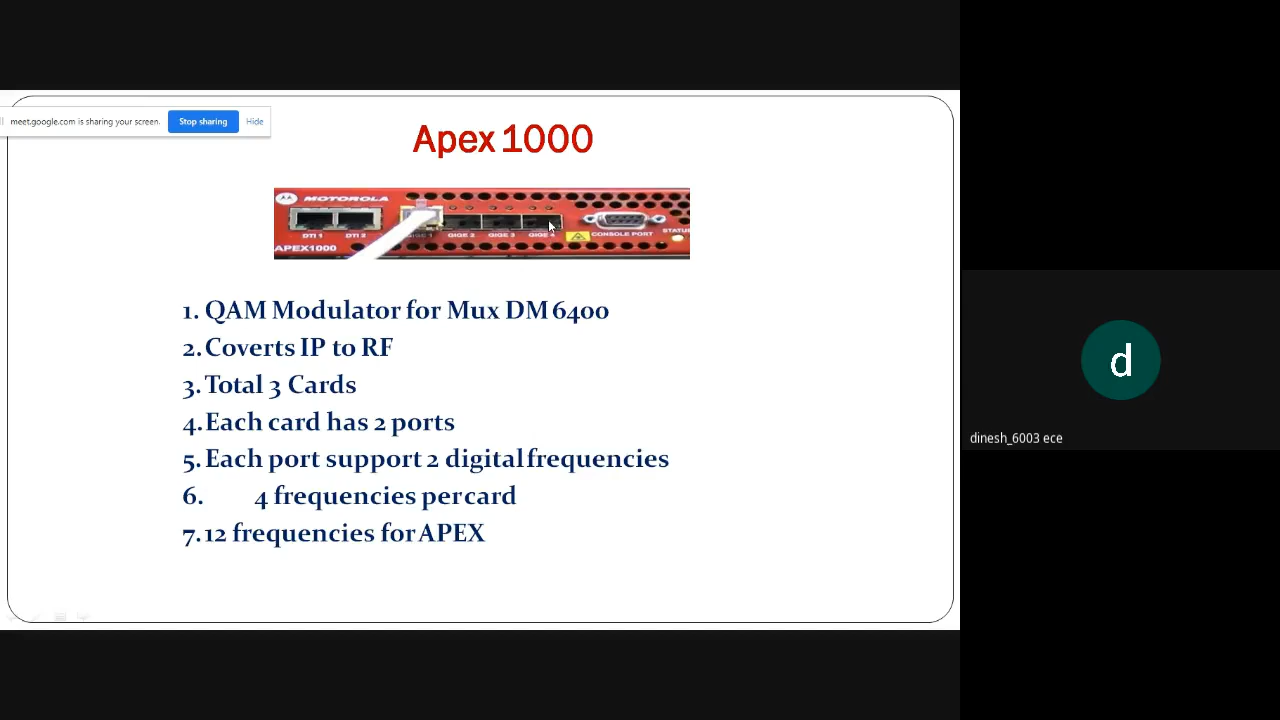 meet.google.com is sharing your screen. Stop sharing Hide
Apex 1000
MOTOROLA
DTI 1 DTI 2 GIGE 1 GIGE 2 GIGE 3 GIGE 4 CONSOLE PORT STATUS
APEX1000
1. QAM Modulator for Mux DM 6400
2. Coverts IP to RF
3. Total 3 Cards
4. Each card has 2 ports
5. Each port support 2 digital frequencies
6. 4 frequencies per card
7. 12 frequencies for APEX
d
dinesh_6003 ece